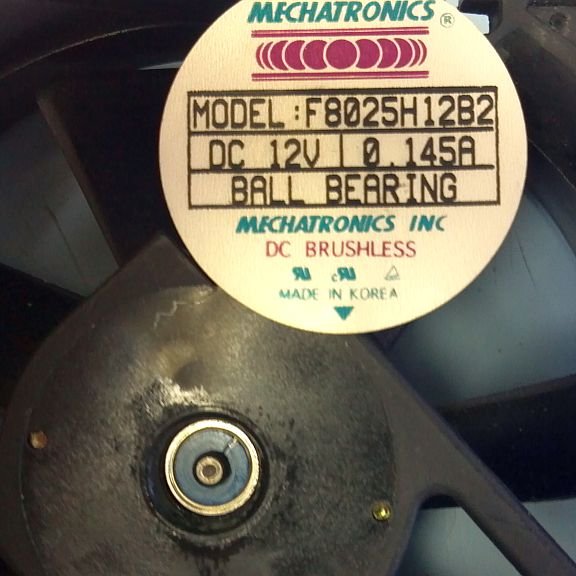 MECHATRONICS ®
MODEL:F8025H12B2
DC 12V 0.145A
BALL BEARING
MECHATRONICS INC
DC BRUSHLESS
MADE IN KOREA